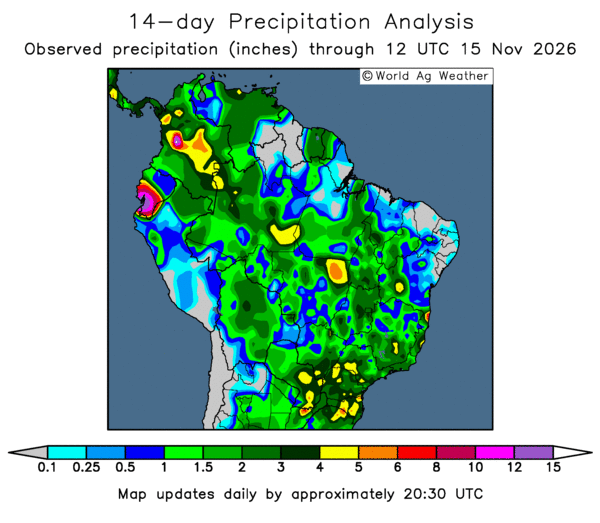 14-day Precipitation Analysis
Observed precipitation (inches) through 12 UTC 15 Nov 2026
© World Ag Weather
0.1 0.25 0.5 1 1.5 2 3 4 5 6 8 10 12 15
Map updates daily by approximately 20:30 UTC